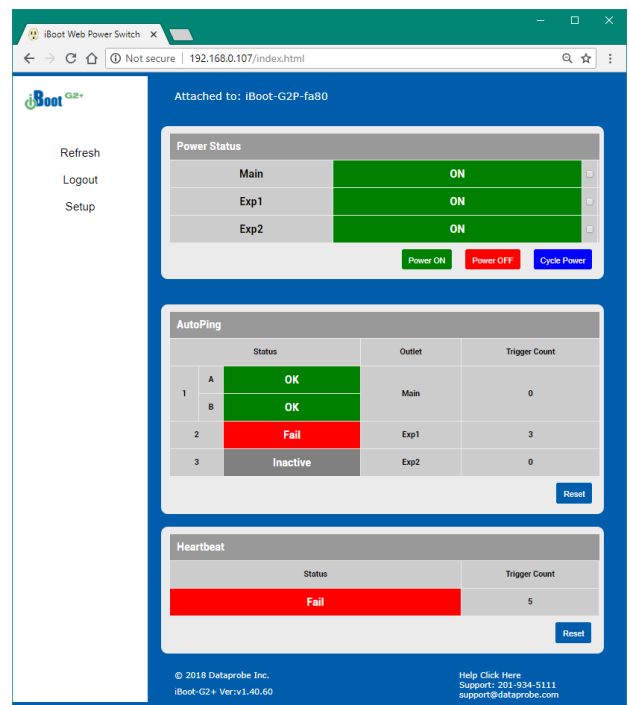 iBoot Web Power Switch
Not secure | 192.168.0.107/index.html
iBoot G2+
Attached to: iBoot-G2P-fa80
Refresh
Logout
Setup
Power Status
Main ON
Exp1 ON
Exp2 ON
Power ON Power OFF Cycle Power
AutoPing
Status Outlet Trigger Count
1 A OK Main 0
B OK
2 Fail Exp1 3
3 Inactive Exp2 0
Reset
Heartbeat
Status Trigger Count
Fail 5
Reset
© 2018 Dataprobe Inc.
iBoot-G2+ Ver:v1.40.60
Help Click Here
Support: 201-934-5111
support@dataprobe.com